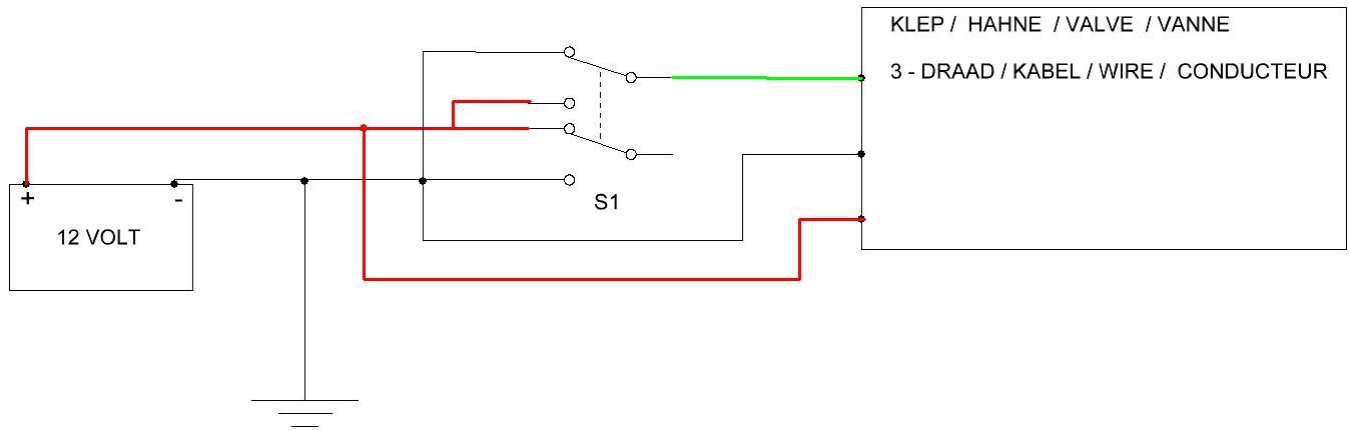 KLEP / HAHNE / VALVE / VANNE
3 - DRAAD / KABEL / WIRE / CONDUCTEUR
+ -
S1
12 VOLT